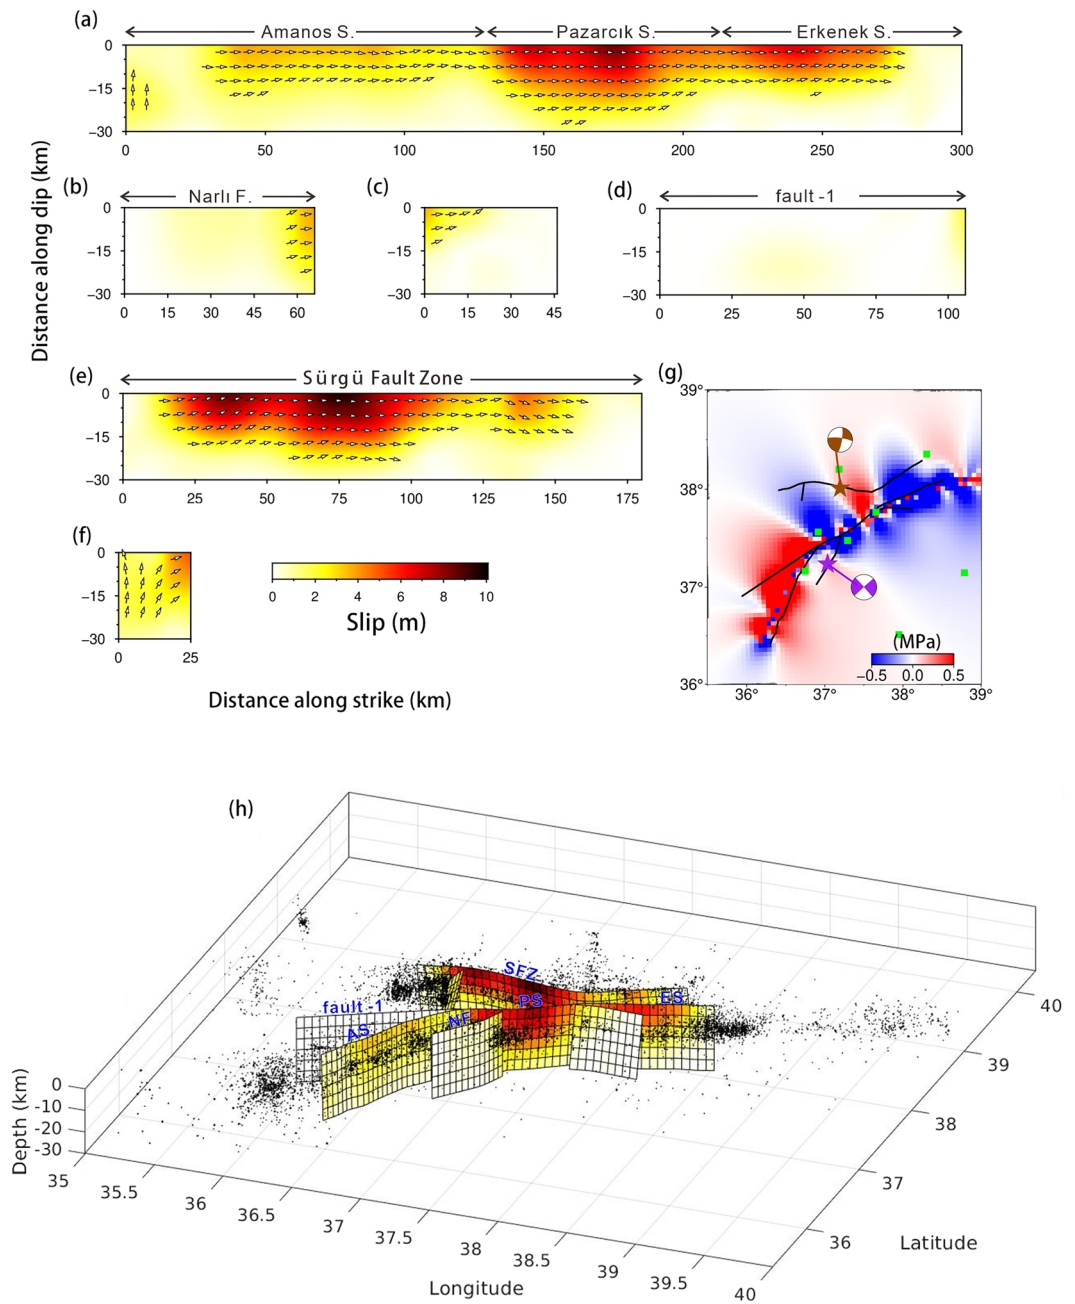 (a)
Amanos S.
Pazarcık S.
Erkenek S.
0
−15
−30
0 50 100 150 200 250 300
Distance along dip (km)
(b)
Narlı F.
0
−15
−30
0 15 30 45 60
(c)
0
−15
−30
0 15 30 45
(d)
fault -1
0
−15
−30
0 25 50 75 100
(e)
Sürgü Fault Zone
0
−15
−30
0 25 50 75 100 125 150 175
(f)
0
−15
−30
0 25
0 2 4 6 8 10
Slip (m)
Distance along strike (km)
(g)
39°
38°
37°
36°
36° 37° 38° 39°
(MPa)
−0.5 0.0 0.5
(h)
SFZ
PS
ES
fault -1
AS
NF
0
-10
-20
-30
Depth (km)
35 35.5 36 36.5 37 37.5 38 38.5 39 39.5 40
Longitude
36 37 38 39 40
Latitude